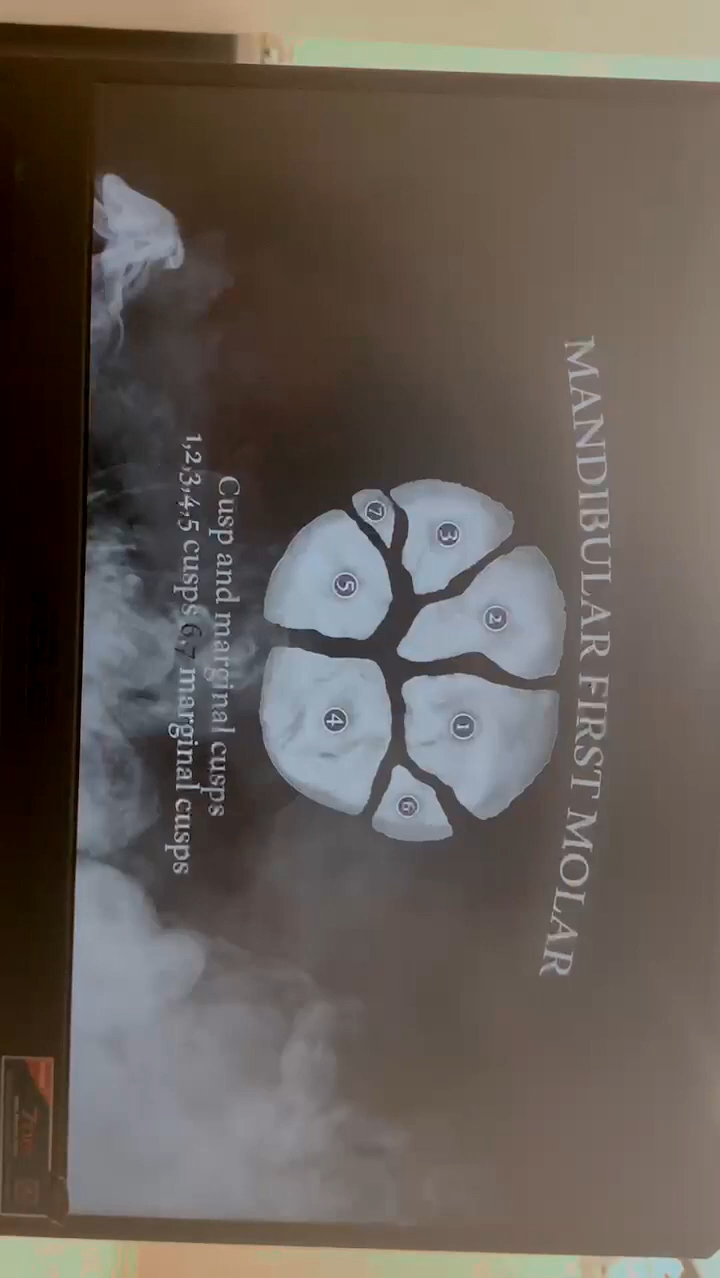 MANDIBULAR FIRST MOLAR
3
2
7
1
5
4
6
Cusp and marginal cusps
1,2,3,4,5 cusps 6,7 marginal cusps